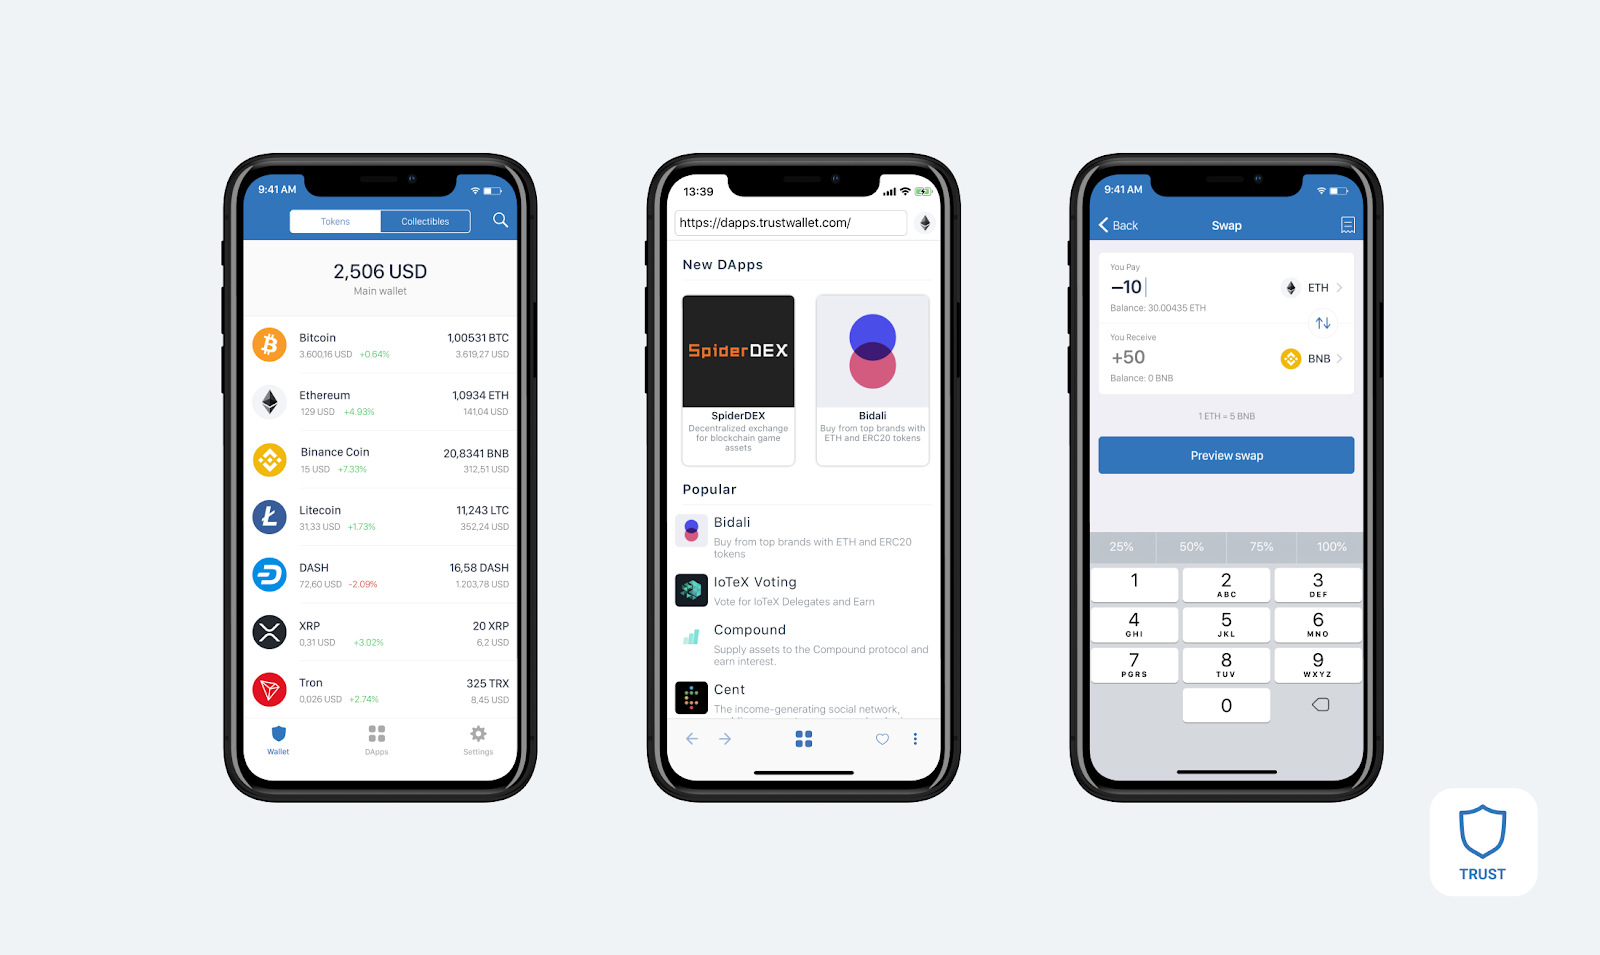 9:41 AM
Tokens
Collectibles
2,506 USD
Main wallet
Bitcoin
1,00531 BTC
3.600,16 USD +0.64%
3.619,27 USD
Ethereum
1,0934 ETH
129 USD +4.93%
141,04 USD
Binance Coin
20,8341 BNB
15 USD +7.33%
312,51 USD
Litecoin
11,243 LTC
31,33 USD +1.73%
352,24 USD
DASH
16,58 DASH
72,60 USD -2.09%
1.203,78 USD
XRP
20 XRP
0,31 USD +3.02%
6,2 USD
Tron
325 TRX
0,026 USD +2.74%
8,45 USD
Wallet
DApps
Settings
13:39
https://dapps.trustwallet.com/
New DApps
SpiderDEX
SpiderDEX
Decentralized exchange
for blockchain game
assets
Bidali
Buy from top brands with
ETH and ERC20 tokens
Popular
Bidali
Buy from top brands with ETH and ERC20
tokens
IoTeX Voting
Vote for IoTeX Delegates and Earn
Compound
Supply assets to the Compound protocol and
earn interest.
Cent
The income-generating social network,
9:41 AM
Back
Swap
You Pay
–10
ETH
Balance: 30.00435 ETH
You Receive
+50
BNB
Balance: 0 BNB
1 ETH = 5 BNB
Preview swap
25%
50%
75%
100%
1
2
ABC
3
DEF
4
GHI
5
JKL
6
MNO
7
PGRS
8
TUV
9
WXYZ
0
TRUST